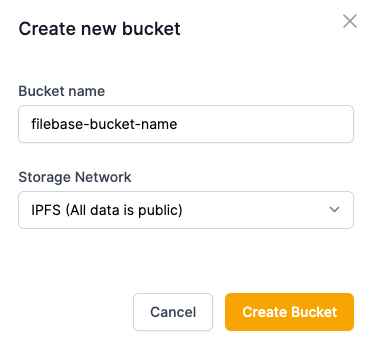 Create new bucket
Bucket name
filebase-bucket-name
Storage Network
IPFS (All data is public)
Cancel
Create Bucket